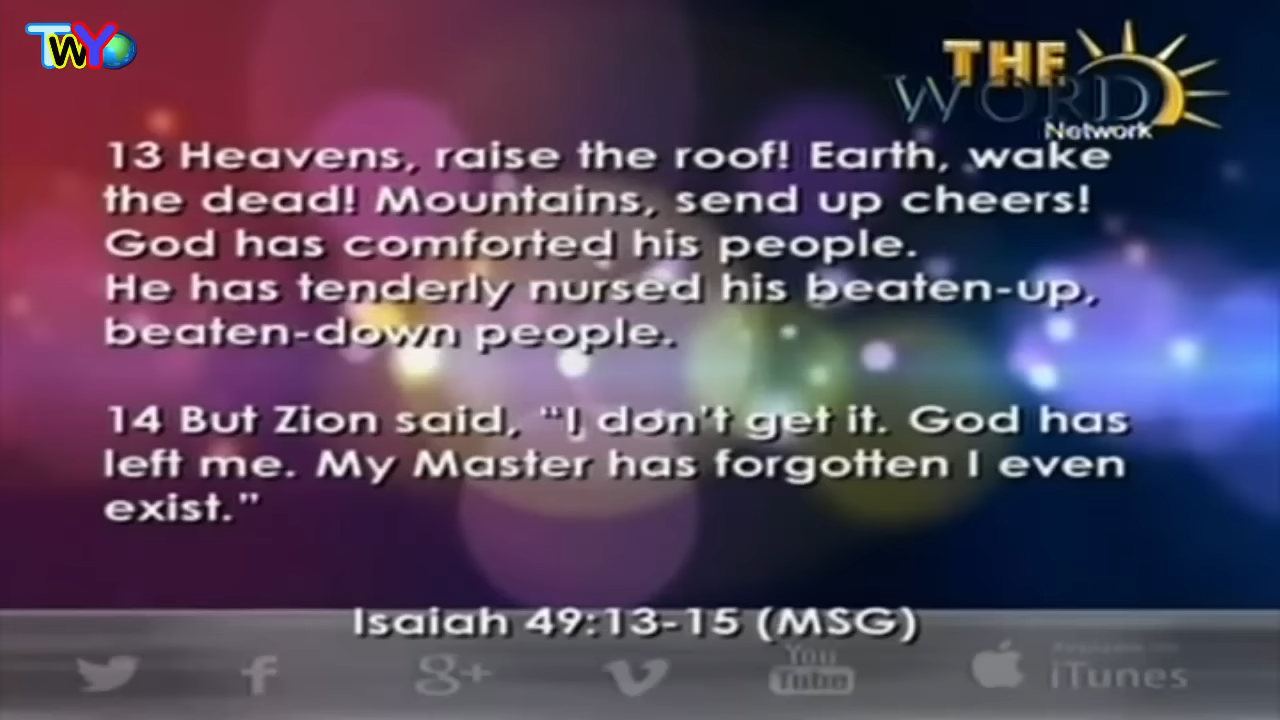 TWY
THE
WORD
Network
13 Heavens, raise the roof! Earth, wake
the dead! Mountains, send up cheers!
God has comforted his people.
He has tenderly nursed his beaten-up,
beaten-down people.
14 But Zion said, “I don't get it. God has
left me. My Master has forgotten I even
exist.”
Isaiah 49:13-15 (MSG)
g+
You
Tube
iTunes